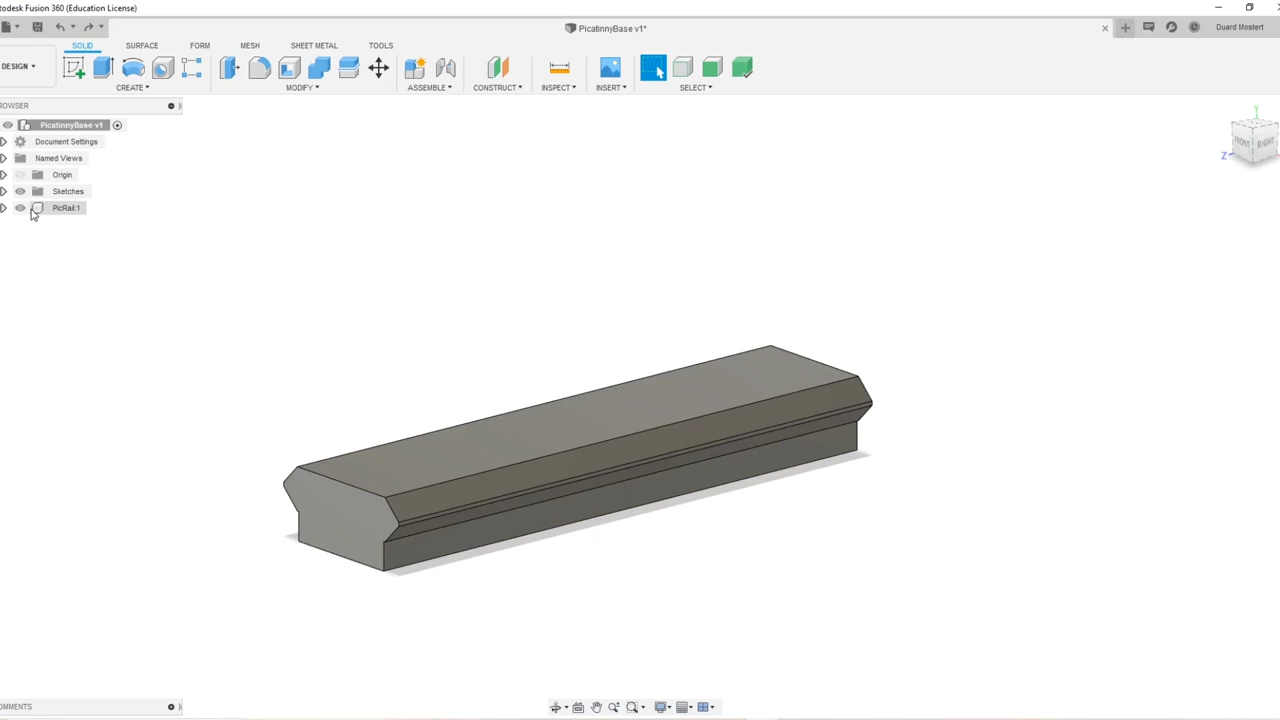 utodesk Fusion 360 (Education License)
PicatinnyBase v1*
Duard Mostert
SOLID SURFACE FORM MESH SHEET METAL TOOLS
DESIGN
CREATE MODIFY ASSEMBLE CONSTRUCT INSPECT INSERT SELECT
ROWSER
PicatinnyBase v1
Document Settings
Named Views
Origin
Sketches
PicRail:1
Y
FRONT RIGHT
Z
OMMENTS